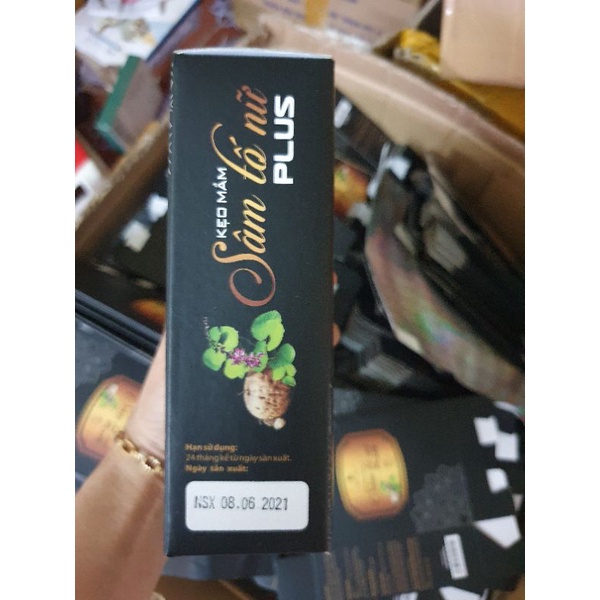 KẸO MẦM
Sâm tố nữ
PLUS
Hạn sử dụng:
24 tháng kể từ ngày sản xuất.
Ngày sản xuất:
NSX 08.06 2021